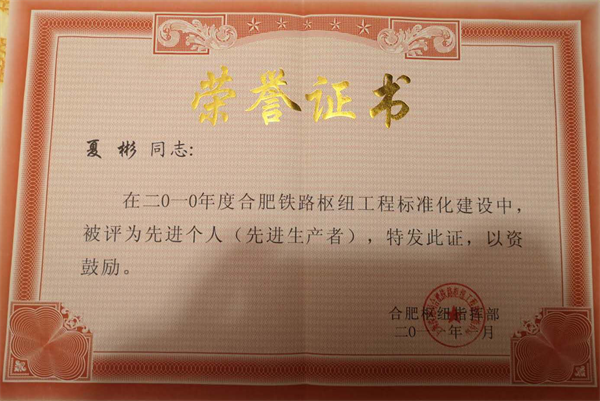 荣誉证书
夏彬 同志:
在二0一0年度合肥铁路枢纽工程标准化建设中，
被评为先进个人（先进生产者），特发此证，以资
鼓励。
合肥枢纽指挥部
二0一 年 月